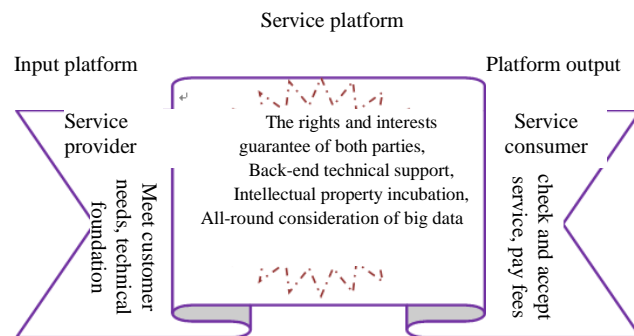 Service platform
Input platform
Platform output
Service
provider
Meet customer
needs, technical
foundation
The rights and interests
guarantee of both parties,
Back-end technical support,
Intellectual property incubation,
All-round consideration of big data
Service
consumer
check and accept
service, pay fees